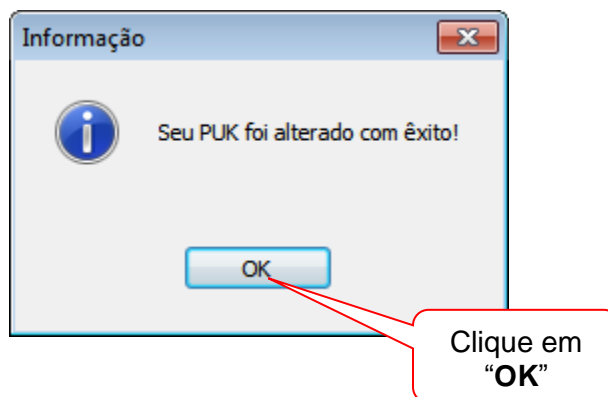 Informação
Seu PUK foi alterado com êxito!
OK
Clique em
“OK”